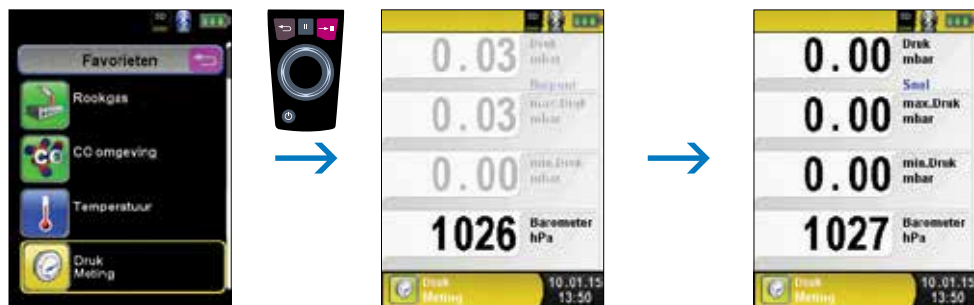 Favorieten
Rookgas
CO omgeving
Temperatuur
Druk
Meting
0.03 Druk
mbar
Nulpunt
0.03 max.Druk
mbar
0.00 min.Druk
mbar
1026 Barometer
hPa
Druk
Meting
10.01.15
13:50
0.00 Druk
mbar
Snel
0.00 max.Druk
mbar
0.00 min.Druk
mbar
1027 Barometer
hPa
Druk
Meting
10.01.15
13:50